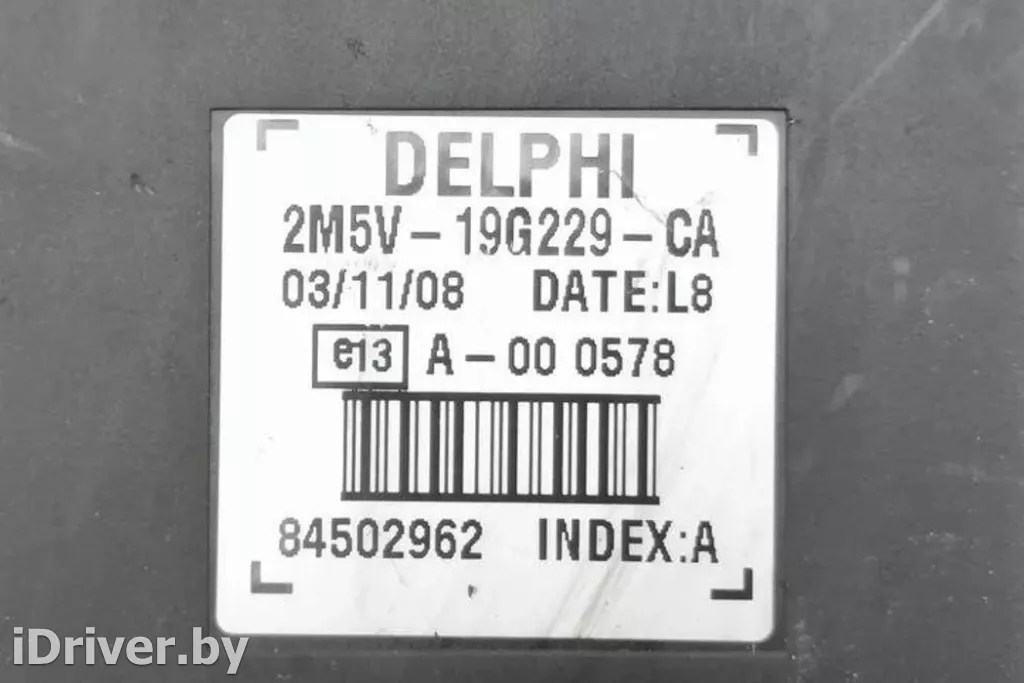 DELPHI
2M5V-19G229-CA
03/11/08 DATE:L8
e13 A-00 0578
84502962 INDEX:A
iDriver.by